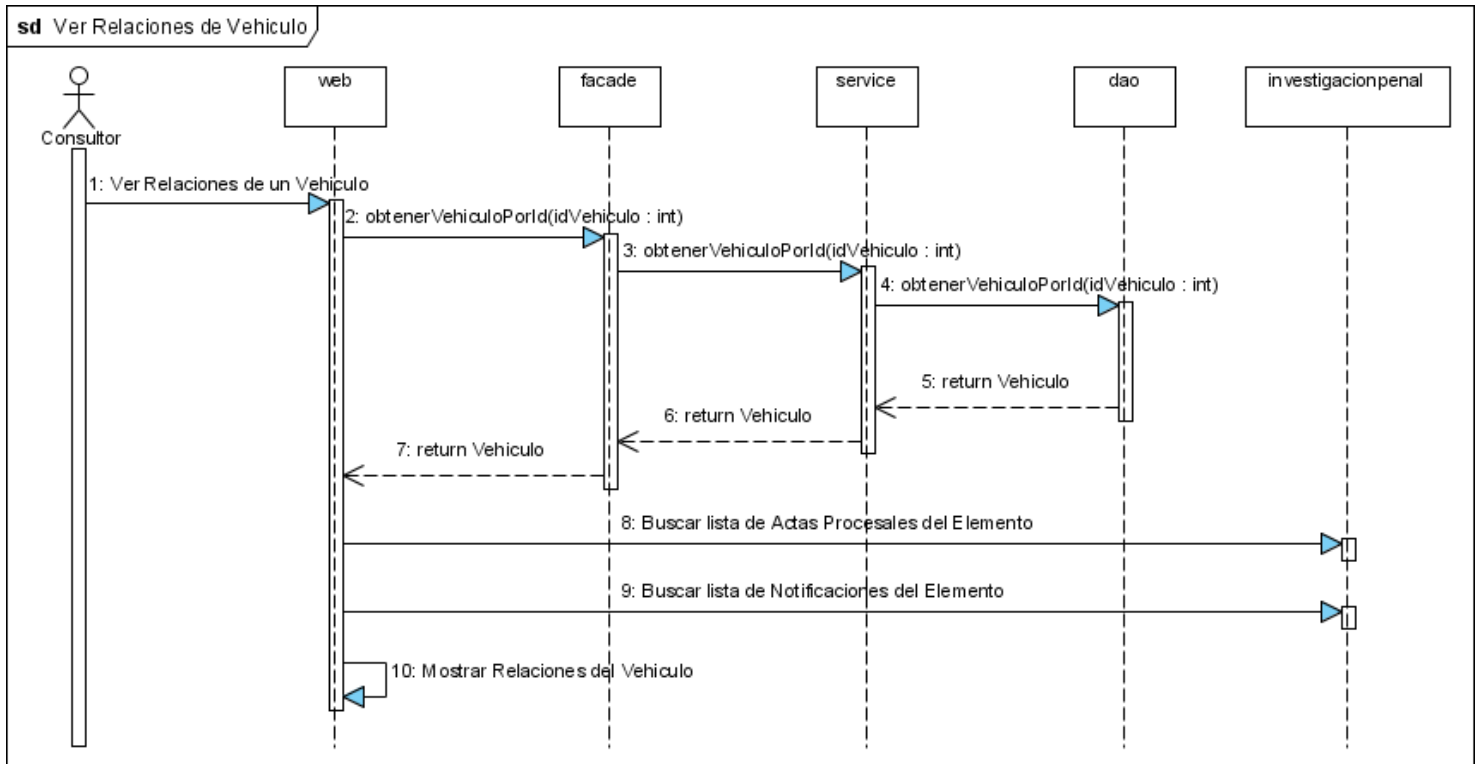 sd Ver Relaciones de Vehiculo
web
facade
service
dao
investigacionpenal
Consultor
1: Ver Relaciones de un Vehiculo
2: obtenerVehiculoPorId(idVehiculo : int)
3: obtenerVehiculoPorId(idVehiculo : int)
4: obtenerVehiculoPorId(idVehiculo : int)
5: return Vehiculo
6: return Vehiculo
7: return Vehiculo
8: Buscar lista de Actas Procesales del Elemento
9: Buscar lista de Notificaciones del Elemento
10: Mostrar Relaciones del Vehiculo